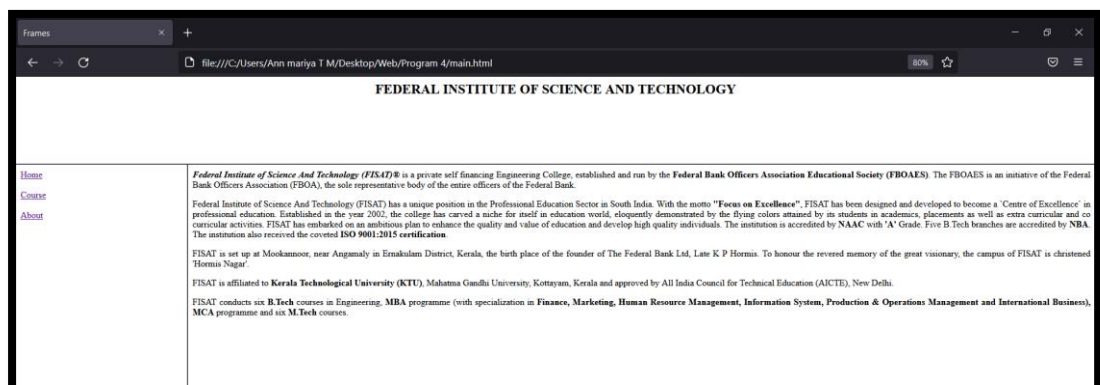 Frames
file:///C:/Users/Ann mariya T M/Desktop/Web/Program 4/main.html
80%
FEDERAL INSTITUTE OF SCIENCE AND TECHNOLOGY
Home
Course
About
Federal Institute of Science And Technology (FISAT)® is a private self financing Engineering College, established and run by the Federal Bank Officers Association Educational Society (FBOAES). The FBOAES is an initiative of the Federal
Bank Officers Association (FBOA), the sole representative body of the entire officers of the Federal Bank.
Federal Institute of Science And Technology (FISAT) has a unique position in the Professional Education Sector in South India. With the motto "Focus on Excellence", FISAT has been designed and developed to become a `Centre of Excellence` in
professional education. Established in the year 2002, the college has carved a niche for itself in education world, eloquently demonstrated by the flying colors attained by its students in academics, placements as well as extra curricular and co
curricular activities. FISAT has embarked on an ambitious plan to enhance the quality and value of education and develop high quality individuals. The institution is accredited by NAAC with 'A' Grade. Five B.Tech branches are accredited by NBA.
The institution also received the coveted ISO 9001:2015 certification.
FISAT is set up at Mookannoor, near Angamaly in Ernakulam District, Kerala, the birth place of the founder of The Federal Bank Ltd, Late K P Hormis. To honour the revered memory of the great visionary, the campus of FISAT is christened
'Hormis Nagar'.
FISAT is affiliated to Kerala Technological University (KTU), Mahatma Gandhi University, Kottayam, Kerala and approved by All India Council for Technical Education (AICTE), New Delhi.
FISAT conducts six B.Tech courses in Engineering, MBA programme (with specialization in Finance, Marketing, Human Resource Management, Information System, Production & Operations Management and International Business),
MCA programme and six M.Tech courses.